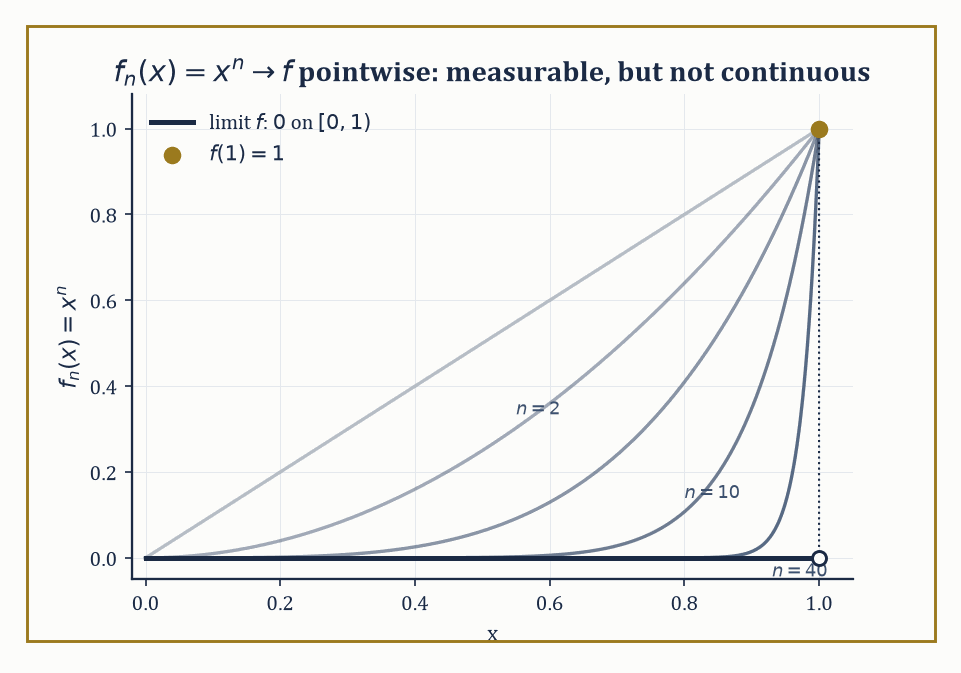 fₙ(x) = xⁿ → f pointwise: measurable, but not continuous
limit f: 0 on [0, 1)
f(1) = 1
fₙ(x) = xⁿ
1.0
0.8
0.6
0.4
0.2
0.0
n = 2
n = 10
n = 40
0.0 0.2 0.4 0.6 0.8 1.0
x